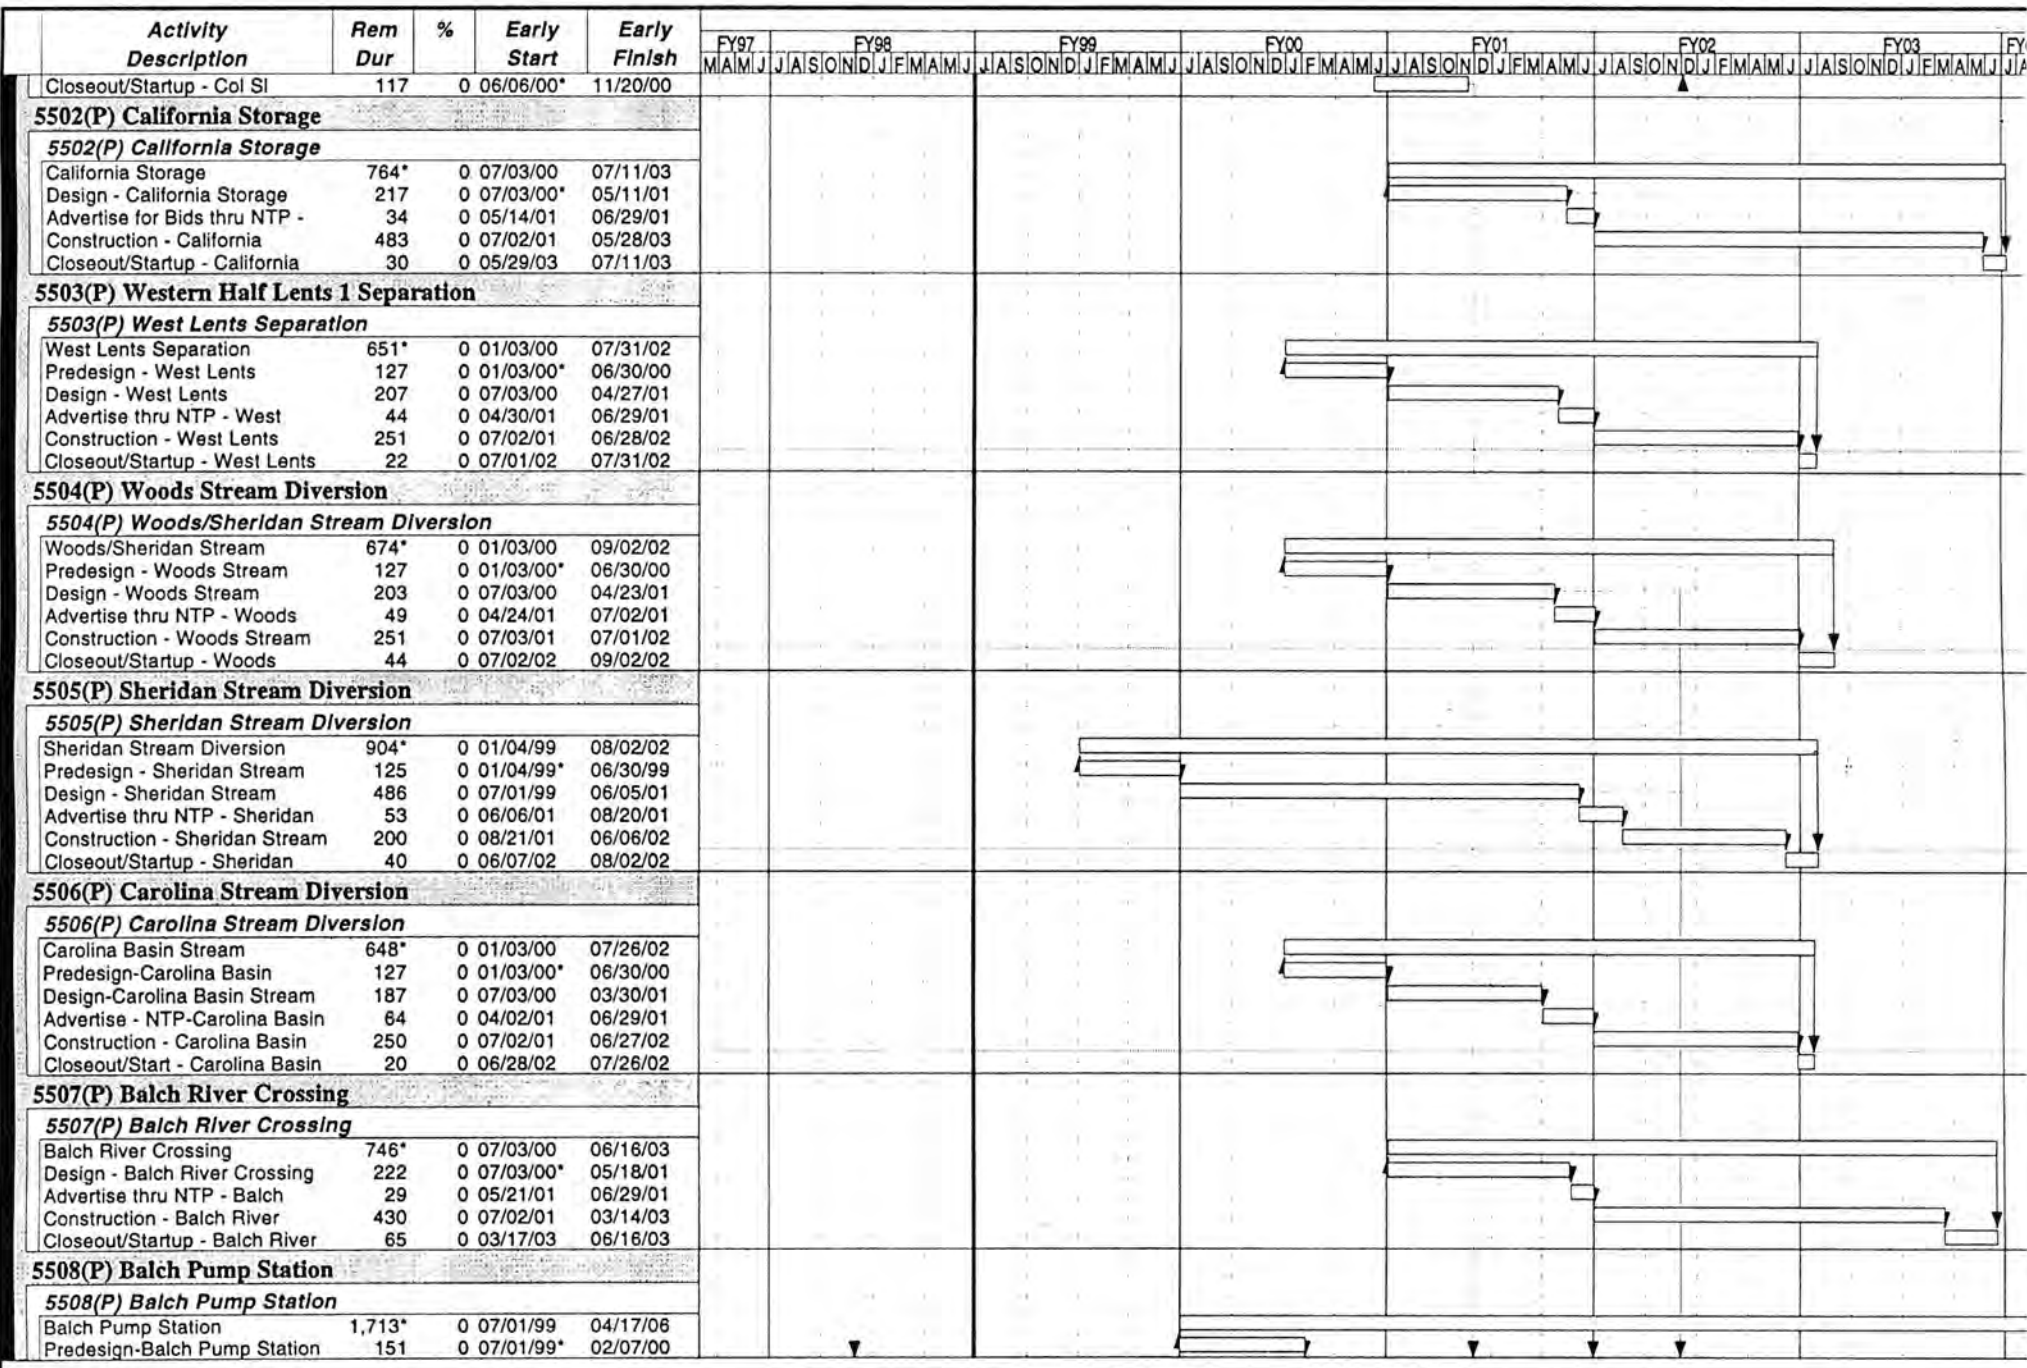 Activity Rem % Early Early
Description Dur Start Finish
FY97 FY98 FY99 FY00 FY01 FY02 FY03 FY
M A M J J A S O N D J F M A M J J A S O N D J F M A M J J A S O N D J F M A M J J A S O N D J F M A M J J A S O N D J F M A M J J A S O N D J F M A M J J A
Closeout/Startup - Col Sl 117 0 06/06/00* 11/20/00
5502(P) California Storage
5502(P) California Storage
California Storage 764* 0 07/03/00 07/11/03
Design - California Storage 217 0 07/03/00* 05/11/01
Advertise for Bids thru NTP - 34 0 05/14/01 06/29/01
Construction - California 483 0 07/02/01 05/28/03
Closeout/Startup - California 30 0 05/29/03 07/11/03
5503(P) Western Half Lents 1 Separation
5503(P) West Lents Separation
West Lents Separation 651* 0 01/03/00 07/31/02
Predesign - West Lents 127 0 01/03/00* 06/30/00
Design - West Lents 207 0 07/03/00 04/27/01
Advertise thru NTP - West 44 0 04/30/01 06/29/01
Construction - West Lents 251 0 07/02/01 06/28/02
Closeout/Startup - West Lents 22 0 07/01/02 07/31/02
5504(P) Woods Stream Diversion
5504(P) Woods/Sheridan Stream Diversion
Woods/Sheridan Stream 674* 0 01/03/00 09/02/02
Predesign - Woods Stream 127 0 01/03/00* 06/30/00
Design - Woods Stream 203 0 07/03/00 04/23/01
Advertise thru NTP - Woods 49 0 04/24/01 07/02/01
Construction - Woods Stream 251 0 07/03/01 07/01/02
Closeout/Startup - Woods 44 0 07/02/02 09/02/02
5505(P) Sheridan Stream Diversion
5505(P) Sheridan Stream Diversion
Sheridan Stream Diversion 904* 0 01/04/99 08/02/02
Predesign - Sheridan Stream 125 0 01/04/99* 06/30/99
Design - Sheridan Stream 486 0 07/01/99 06/05/01
Advertise thru NTP - Sheridan 53 0 06/06/01 08/20/01
Construction - Sheridan Stream 200 0 08/21/01 06/06/02
Closeout/Startup - Sheridan 40 0 06/07/02 08/02/02
5506(P) Carolina Stream Diversion
5506(P) Carolina Stream Diversion
Carolina Basin Stream 648* 0 01/03/00 07/26/02
Predesign-Carolina Basin 127 0 01/03/00* 06/30/00
Design-Carolina Basin Stream 187 0 07/03/00 03/30/01
Advertise - NTP-Carolina Basin 64 0 04/02/01 06/29/01
Construction - Carolina Basin 250 0 07/02/01 06/27/02
Closeout/Start - Carolina Basin 20 0 06/28/02 07/26/02
5507(P) Balch River Crossing
5507(P) Balch River Crossing
Balch River Crossing 746* 0 07/03/00 06/16/03
Design - Balch River Crossing 222 0 07/03/00* 05/18/01
Advertise thru NTP - Balch 29 0 05/21/01 06/29/01
Construction - Balch River 430 0 07/02/01 03/14/03
Closeout/Startup - Balch River 65 0 03/17/03 06/16/03
5508(P) Balch Pump Station
5508(P) Balch Pump Station
Balch Pump Station 1,713* 0 07/01/99 04/17/06
Predesign-Balch Pump Station 151 0 07/01/99* 02/07/00